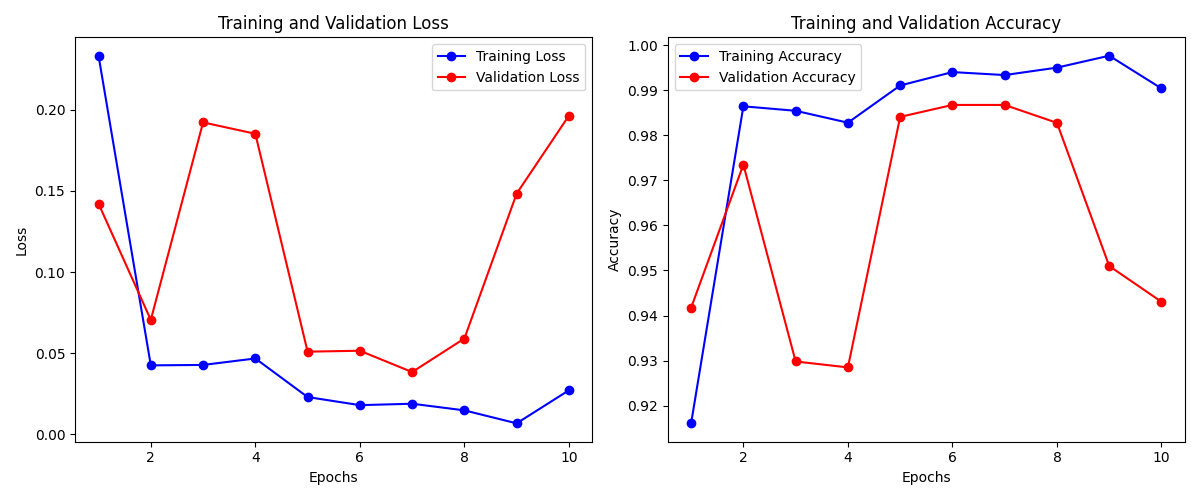 Training and Validation Loss
Training Loss
Validation Loss
0.20
0.15
0.10
0.05
0.00
Loss
2 4 6 8 10
Epochs
Training and Validation Accuracy
Training Accuracy
Validation Accuracy
1.00
0.99
0.98
0.97
0.96
0.95
0.94
0.93
0.92
Accuracy
2 4 6 8 10
Epochs